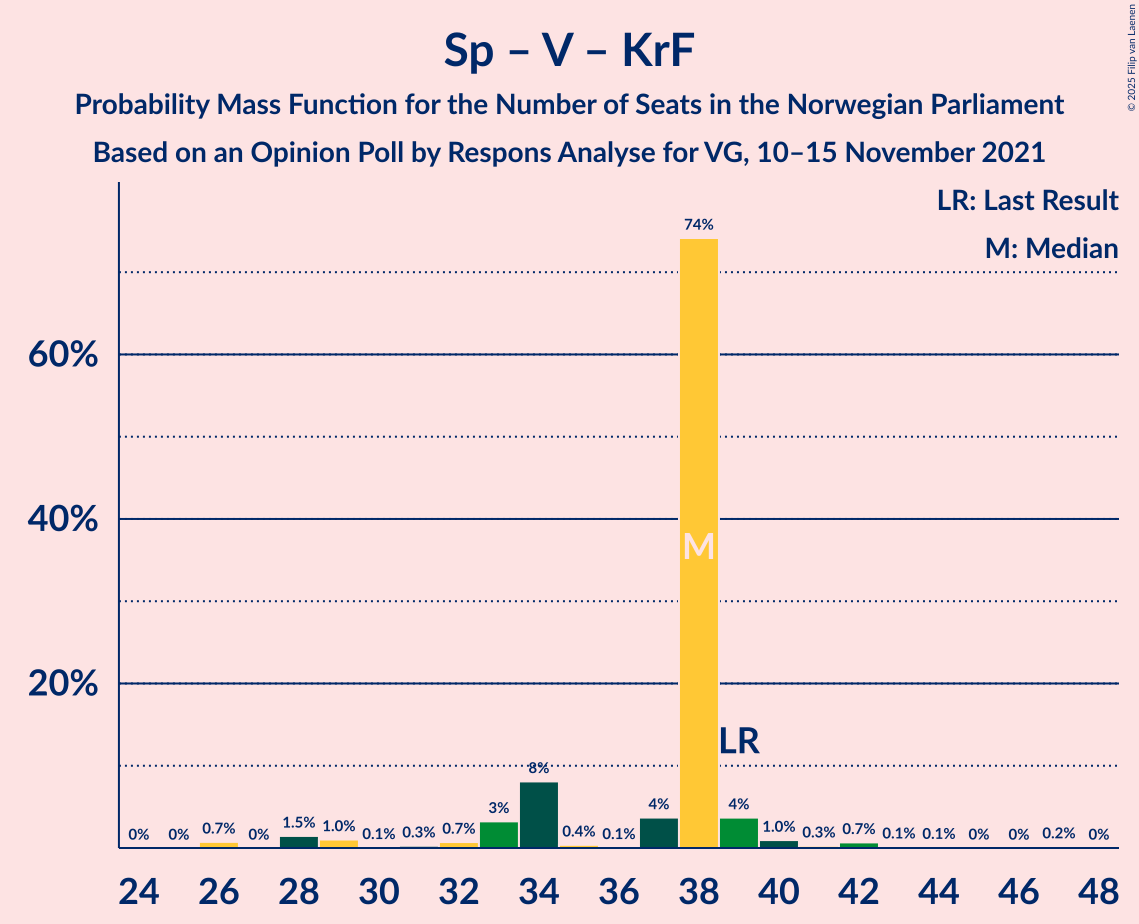 Sp – V – KrF
Probability Mass Function for the Number of Seats in the Norwegian Parliament
Based on an Opinion Poll by Respons Analyse for VG, 10–15 November 2021
© 2025 Filip van Laenen
LR: Last Result
M: Median
60%
40%
20%
0% 0% 0.7% 0% 1.5% 1.0% 0.1% 0.3% 0.7% 3% 8% 0.4% 0.1% 4% 74% 4% 1.0% 0.3% 0.7% 0.1% 0.1% 0% 0% 0.2% 0%
M
LR
24 26 28 30 32 34 36 38 40 42 44 46 48